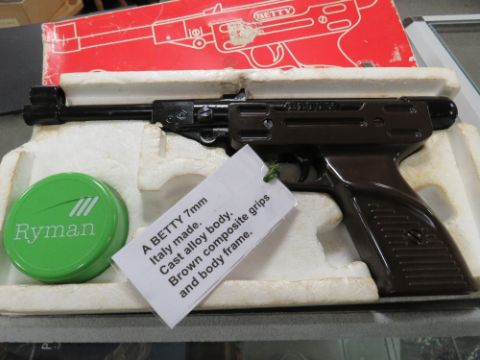 BETTY
Ryman
A BETTY 7mm
Italy made.
Cast alloy body.
Brown composite grips
and body frame.